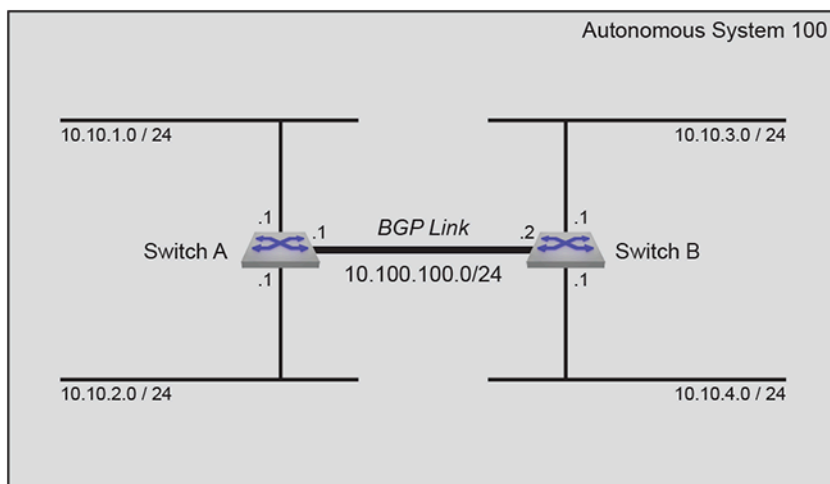 Autonomous System 100
10.10.1.0 / 24
10.10.3.0 / 24
.1
.1
BGP Link
.2
.1
Switch A
Switch B
10.100.100.0/24
.1
.1
10.10.2.0 / 24
10.10.4.0 / 24